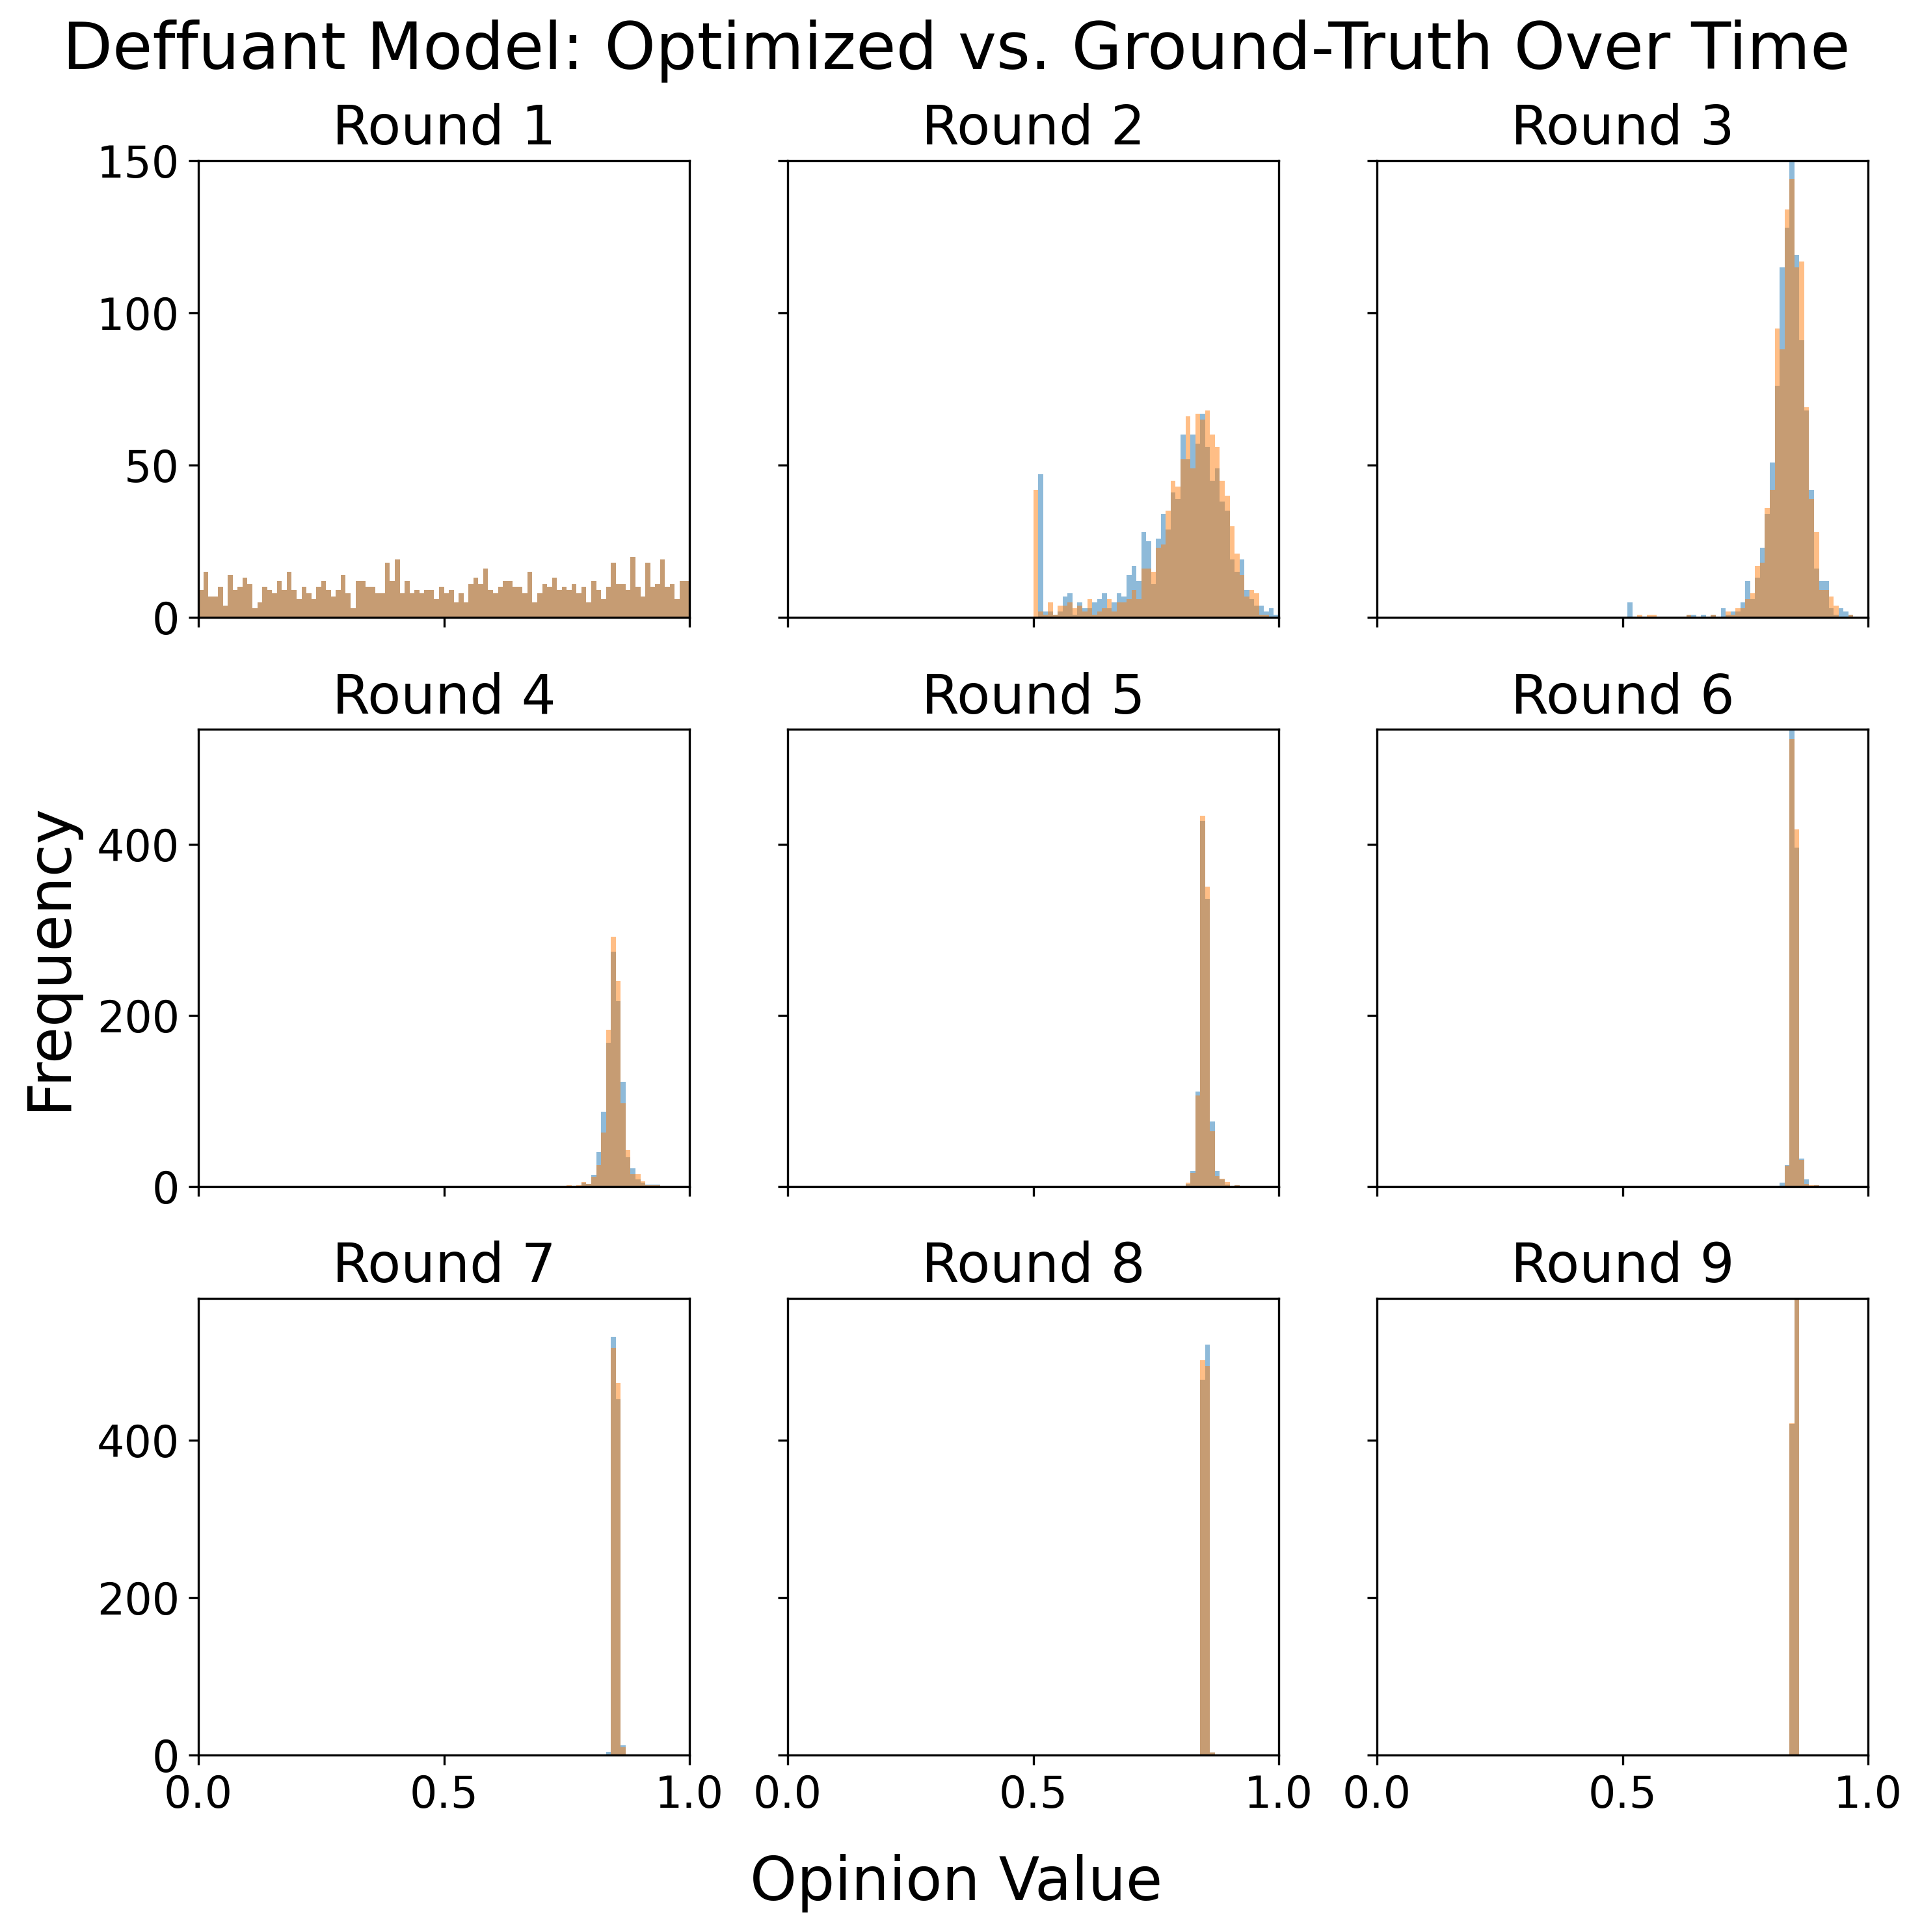 Deffuant Model: Optimized vs. Ground-Truth Over Time
Round 1
Round 2
Round 3
150
100
50
0
Round 4
Round 5
Round 6
Frequency
400
200
0
Round 7
Round 8
Round 9
400
200
0
0.0 0.5 1.0 0.0 0.5 1.0 0.0 0.5 1.0
Opinion Value